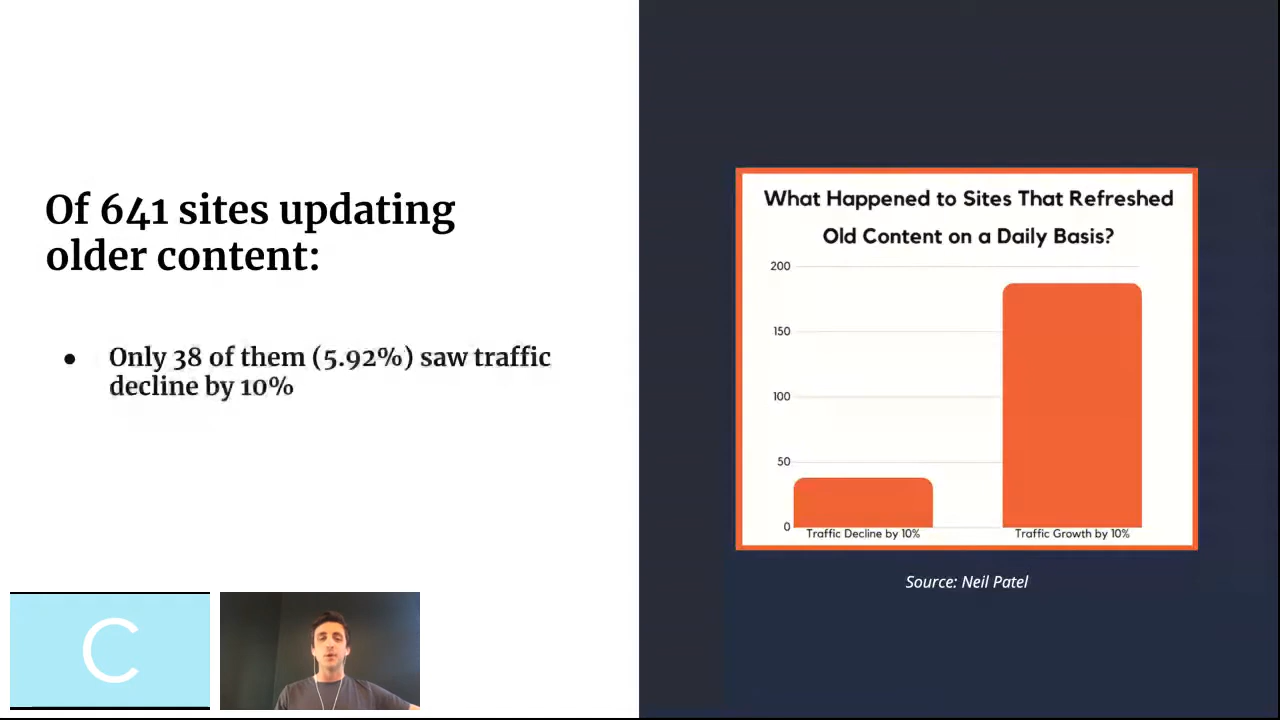 Of 641 sites updating
older content:
● Only 38 of them (5.92%) saw traffic
decline by 10%
What Happened to Sites That Refreshed
Old Content on a Daily Basis?
200
150
100
50
0
Traffic Decline by 10%
Traffic Growth by 10%
Source: Neil Patel
C